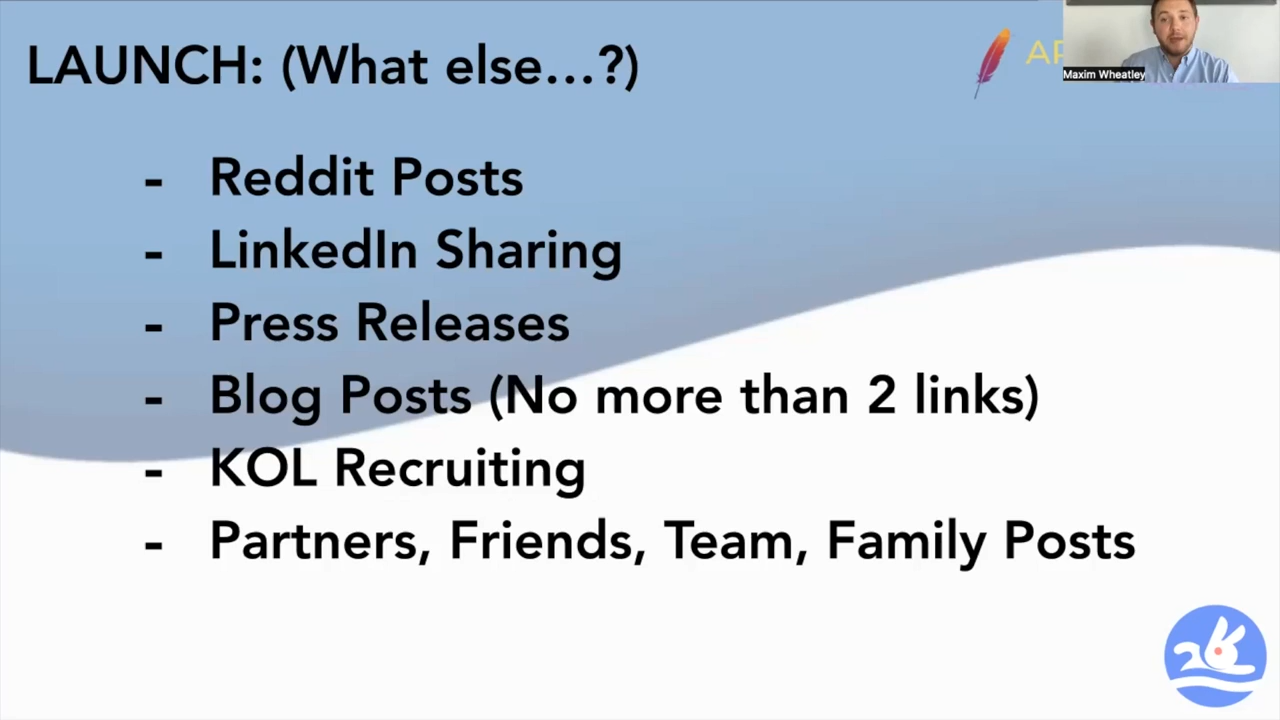 LAUNCH: (What else...?)
AP
Maxim Wheatley
- Reddit Posts
- LinkedIn Sharing
- Press Releases
- Blog Posts (No more than 2 links)
- KOL Recruiting
- Partners, Friends, Team, Family Posts